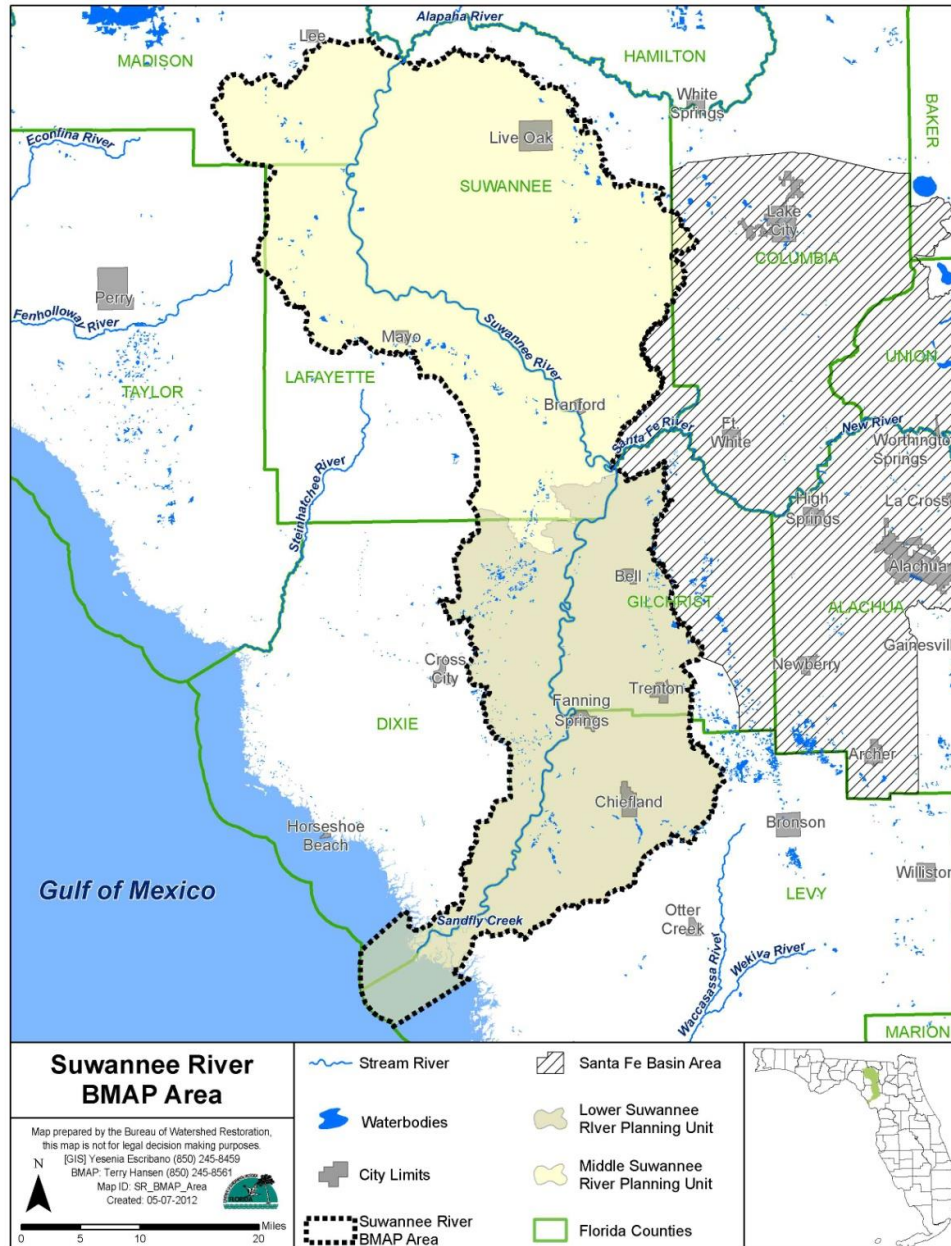 Alapaha River
Lee
MADISON
HAMILTON
White
Springs
BAKER
Econfina River
Live Oak
SUWANNEE
Lake
City
COLUMBIA
Perry
Fenholloway
River
Suwannee
River
Mayo
UNION
TAYLOR
LAFAYETTE
Branford
Ft.
White
Santa Fe River
New River
Worthington
Springs
Steinhatchee River
High
Springs
La Cross
Alachua
Bell
GILCHRIST
ALACHUA
Gainesvill
Cross
City
Newberry
Trenton
Fanning
Springs
DIXIE
Archer
Chiefland
Horseshoe
Beach
Bronson
Williston
Gulf of Mexico
LEVY
Sandfly Creek
Otter
Creek
Waccasassa River
Wekiva River
MARION
Suwannee River
BMAP Area
Map prepared by the Bureau of Watershed Restoration,
this map is not for legal decision making purposes.
[GIS] Yesenia Escribano (850) 245-8459
BMAP: Terry Hansen (850) 245-8561
Map ID: SR_BMAP_Area
Created: 05-07-2012
N
FLORIDA
Miles
0 5 10 20
Stream River
Waterbodies
City Limits
Suwannee River
BMAP Area
Santa Fe Basin Area
Lower Suwannee
RIver Planning Unit
Middle Suwannee
River Planning Unit
Florida Counties